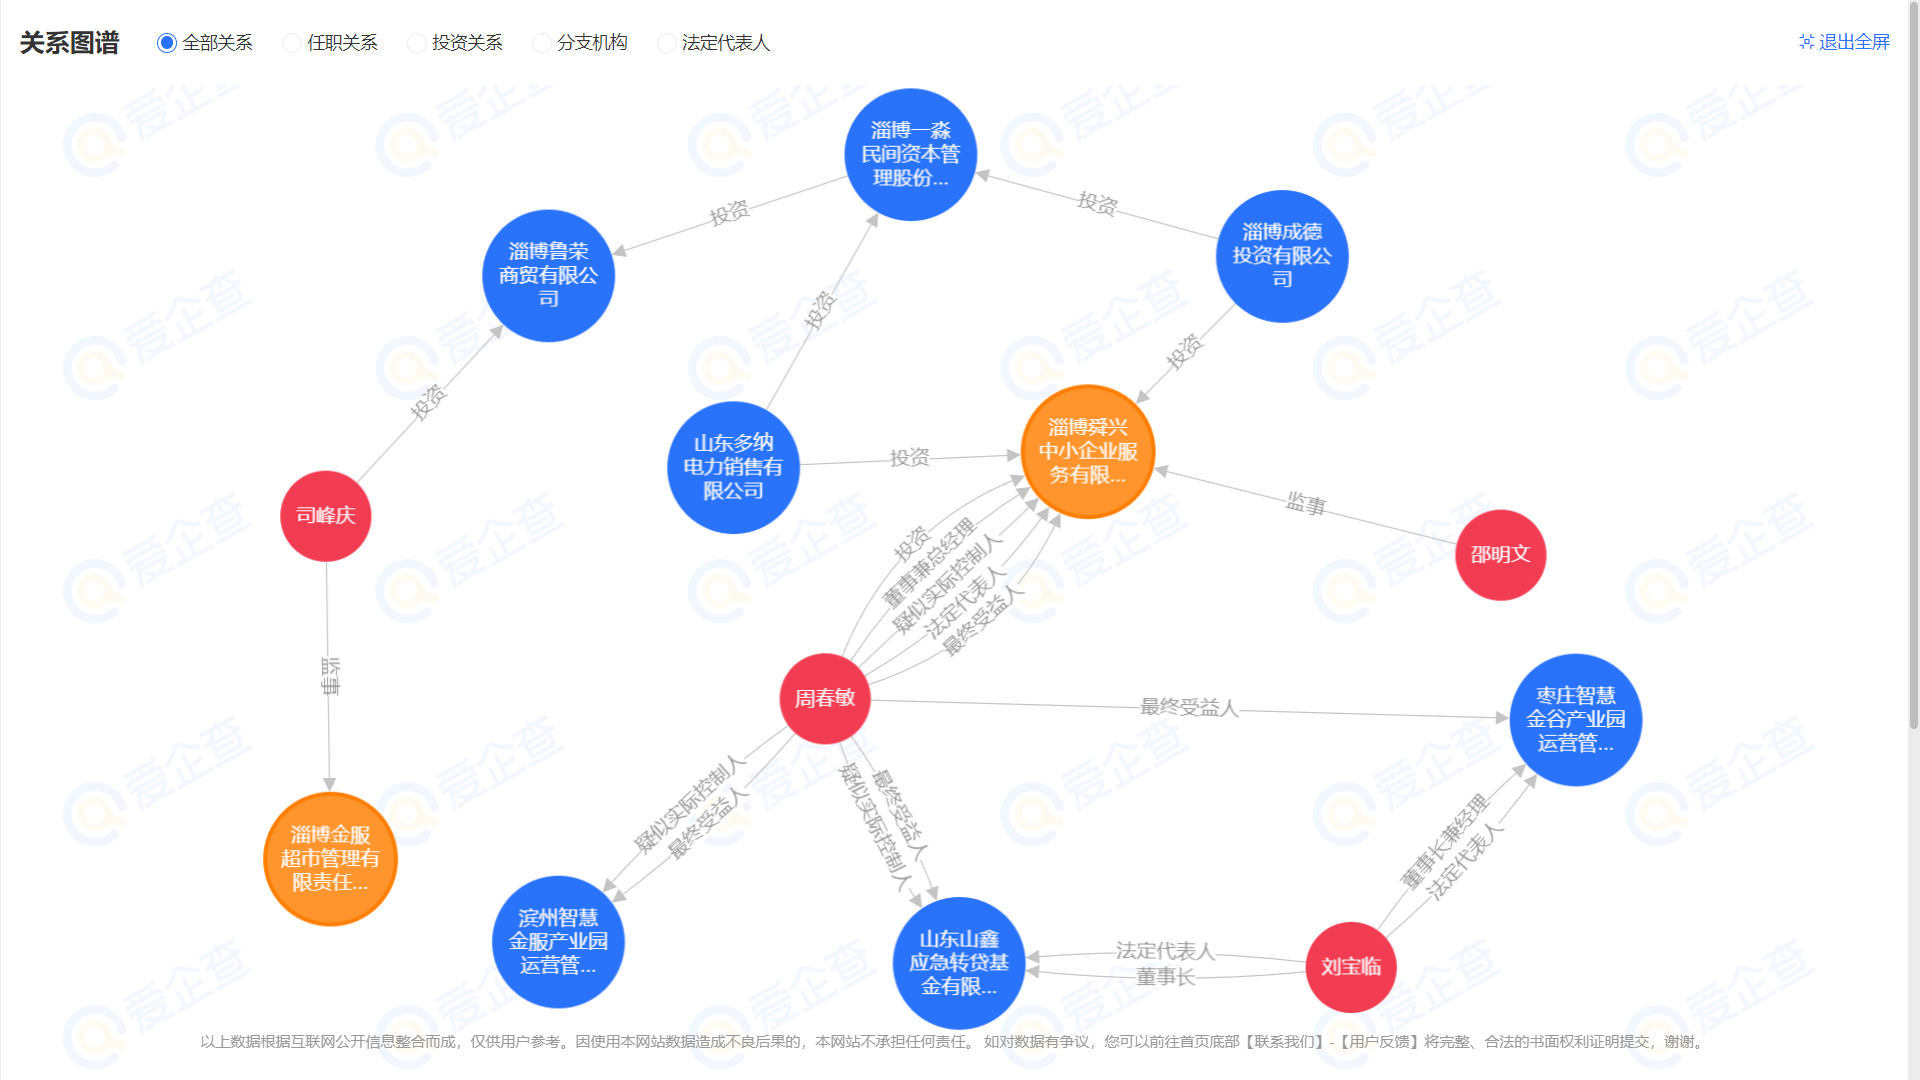 关系图谱
全部关系
任职关系
投资关系
分支机构
法定代表人
退出全屏
淄博一淼
民间资本管
理股份...
投资
投资
淄博成德
投资有限公
司
淄博鲁荣
商贸有限公
司
投资
投资
投资
山东多纳
电力销售有
限公司
投资
淄博舜兴
中小企业服
务有限...
监事
司峰庆
邵明文
投资
董事兼总经理
疑似实际控制人
法定代表人
最终受益人
监事
周春敏
最终受益人
枣庄智慧
金谷产业园
运营管...
疑似实际控制人
最终受益人
最终受益人
疑似实际控制人
董事长兼经理
法定代表人
淄博金服
超市管理有
限责任...
滨州智慧
金服产业园
运营管...
山东山鑫
应急转贷基
金有限...
法定代表人
董事长
刘宝临
以上数据根据互联网公开信息整合而成，仅供用户参考。因使用本网站数据造成不良后果的，本网站不承担任何责任。 如对数据有争议，您可以前往首页底部【联系我们】-【用户反馈】将完整、合法的书面权利证明提交，谢谢。
爱企查